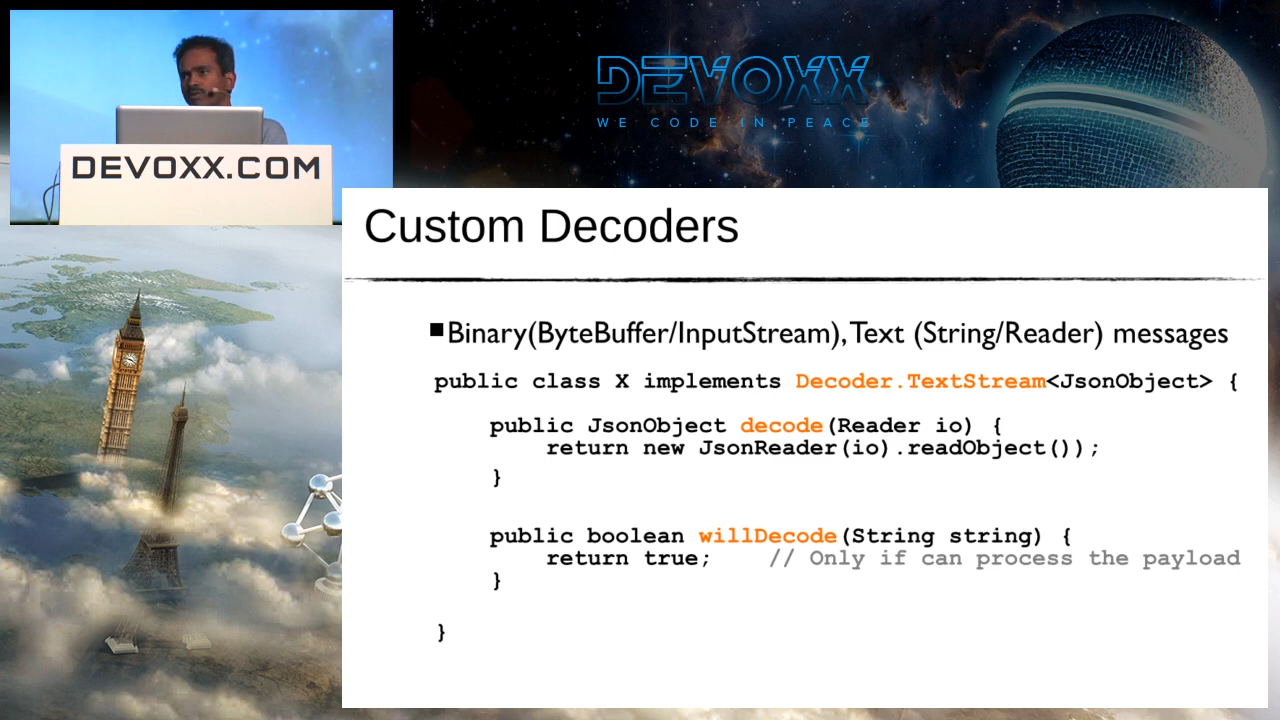 DEVOXX
WE CODE IN PEACE
DEVOXX.COM
Custom Decoders
Binary(ByteBuffer/InputStream), Text (String/Reader) messages
public class X implements Decoder.TextStream<JsonObject> {
public JsonObject decode(Reader io) {
return new JsonReader(io).readObject());
}
public boolean willDecode(String string) {
return true; // Only if can process the payload
}
}